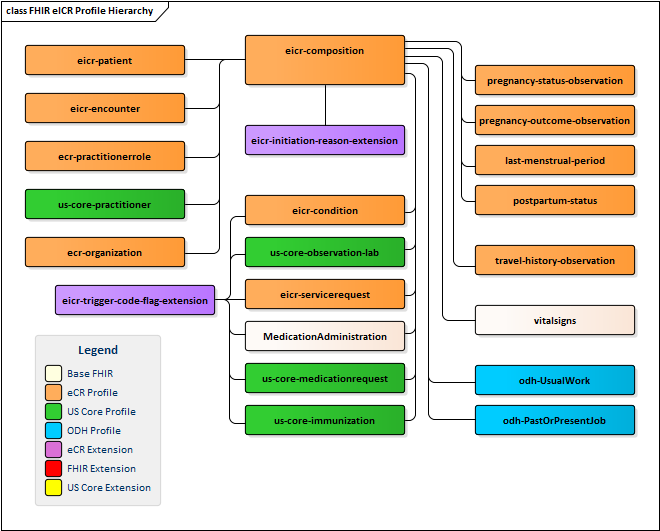 class FHIR eICR Profile Hierarchy
eicr-patient
eicr-encounter
ecr-practitionerrole
us-core-practitioner
ecr-organization
eicr-trigger-code-flag-extension
eicr-composition
eicr-initiation-reason-extension
eicr-condition
us-core-observation-lab
eicr-servicerequest
MedicationAdministration
us-core-medicationrequest
us-core-immunization
pregnancy-status-observation
pregnancy-outcome-observation
last-menstrual-period
postpartum-status
travel-history-observation
vitalsigns
odh-UsualWork
odh-PastOrPresentJob
Legend
Base FHIR
eCR Profile
US Core Profile
ODH Profile
eCR Extension
FHIR Extension
US Core Extension